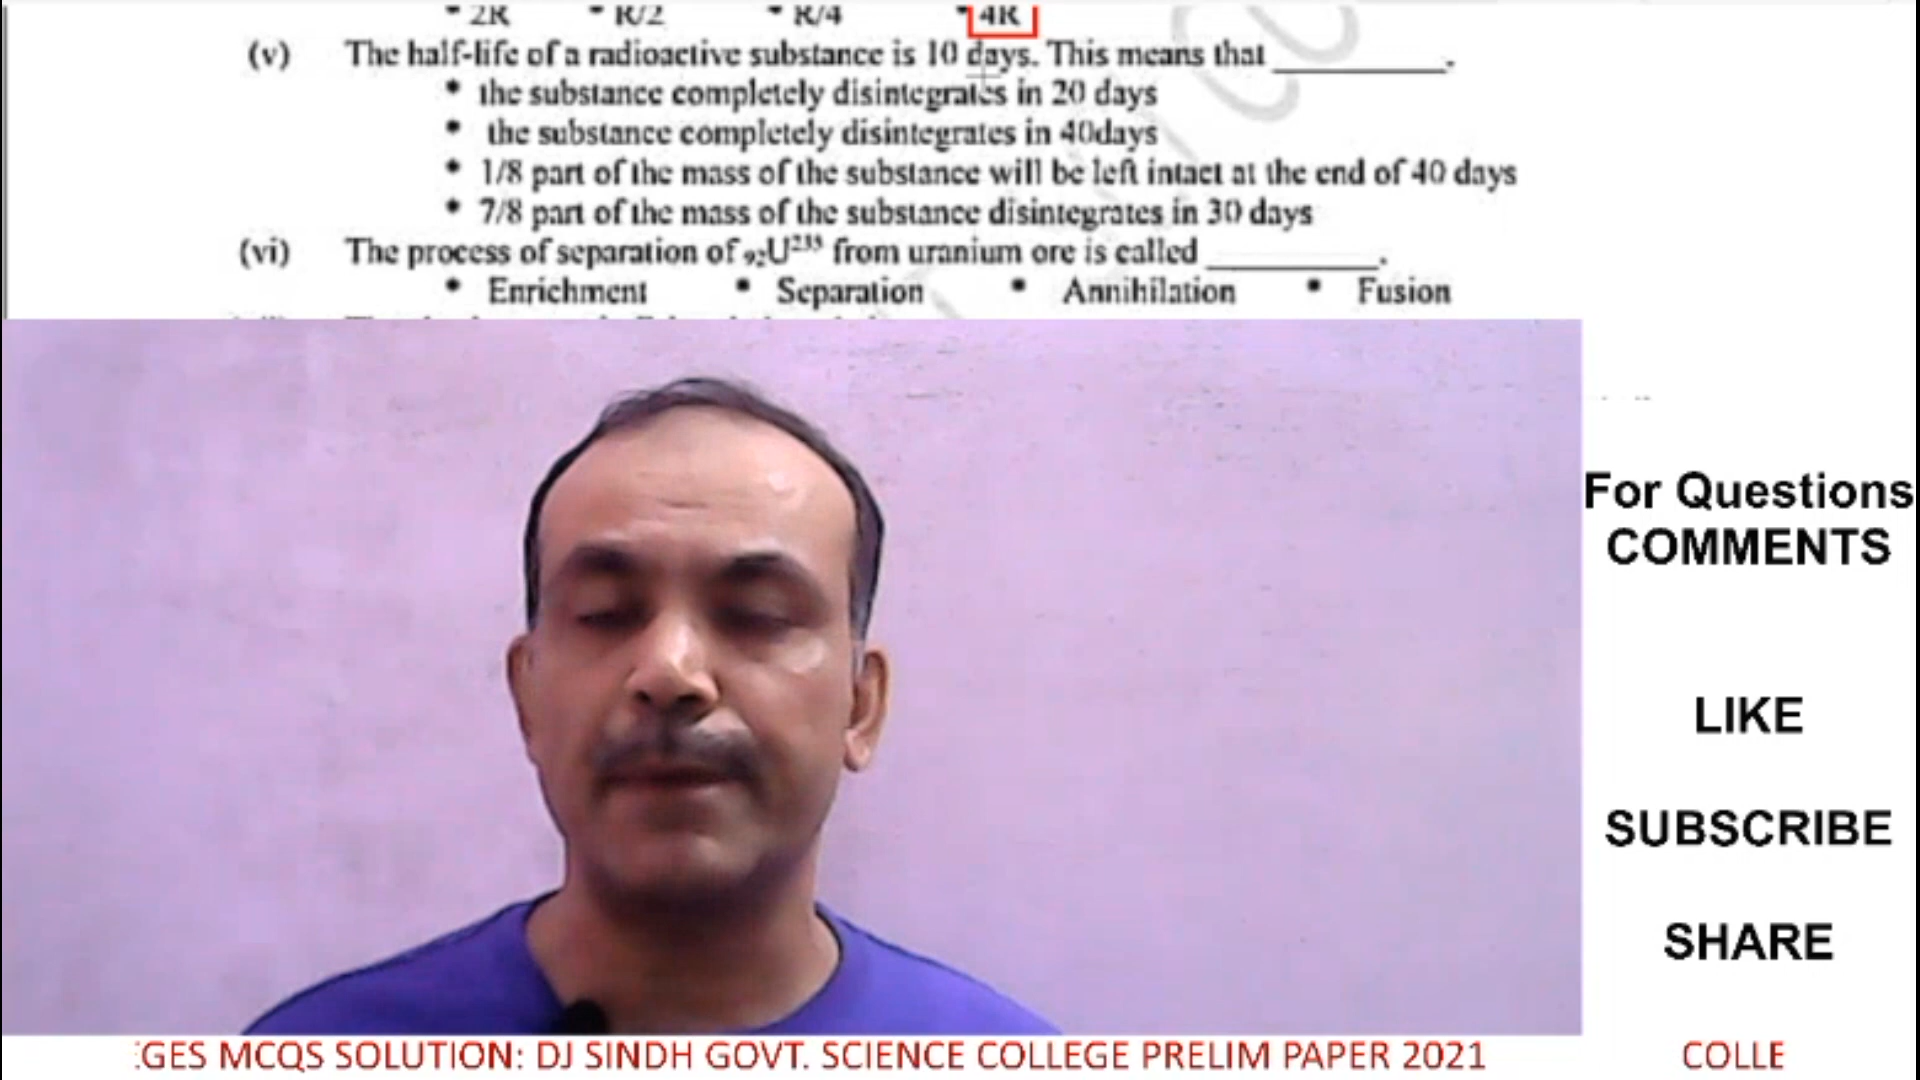 • 2R • R/2 • R/4 • 4R
(v) The half-life of a radioactive substance is 10 days. This means that __________.
• the substance completely disintegrates in 20 days
• the substance completely disintegrates in 40days
• 1/8 part of the mass of the substance will be left intact at the end of 40 days
• 7/8 part of the mass of the substance disintegrates in 30 days
(vi) The process of separation of ₉₂U²³⁵ from uranium ore is called __________.
• Enrichment • Separation • Annihilation • Fusion
For Questions
COMMENTS
LIKE
SUBSCRIBE
SHARE
GES MCQS SOLUTION: DJ SINDH GOVT. SCIENCE COLLEGE PRELIM PAPER 2021 COLLE